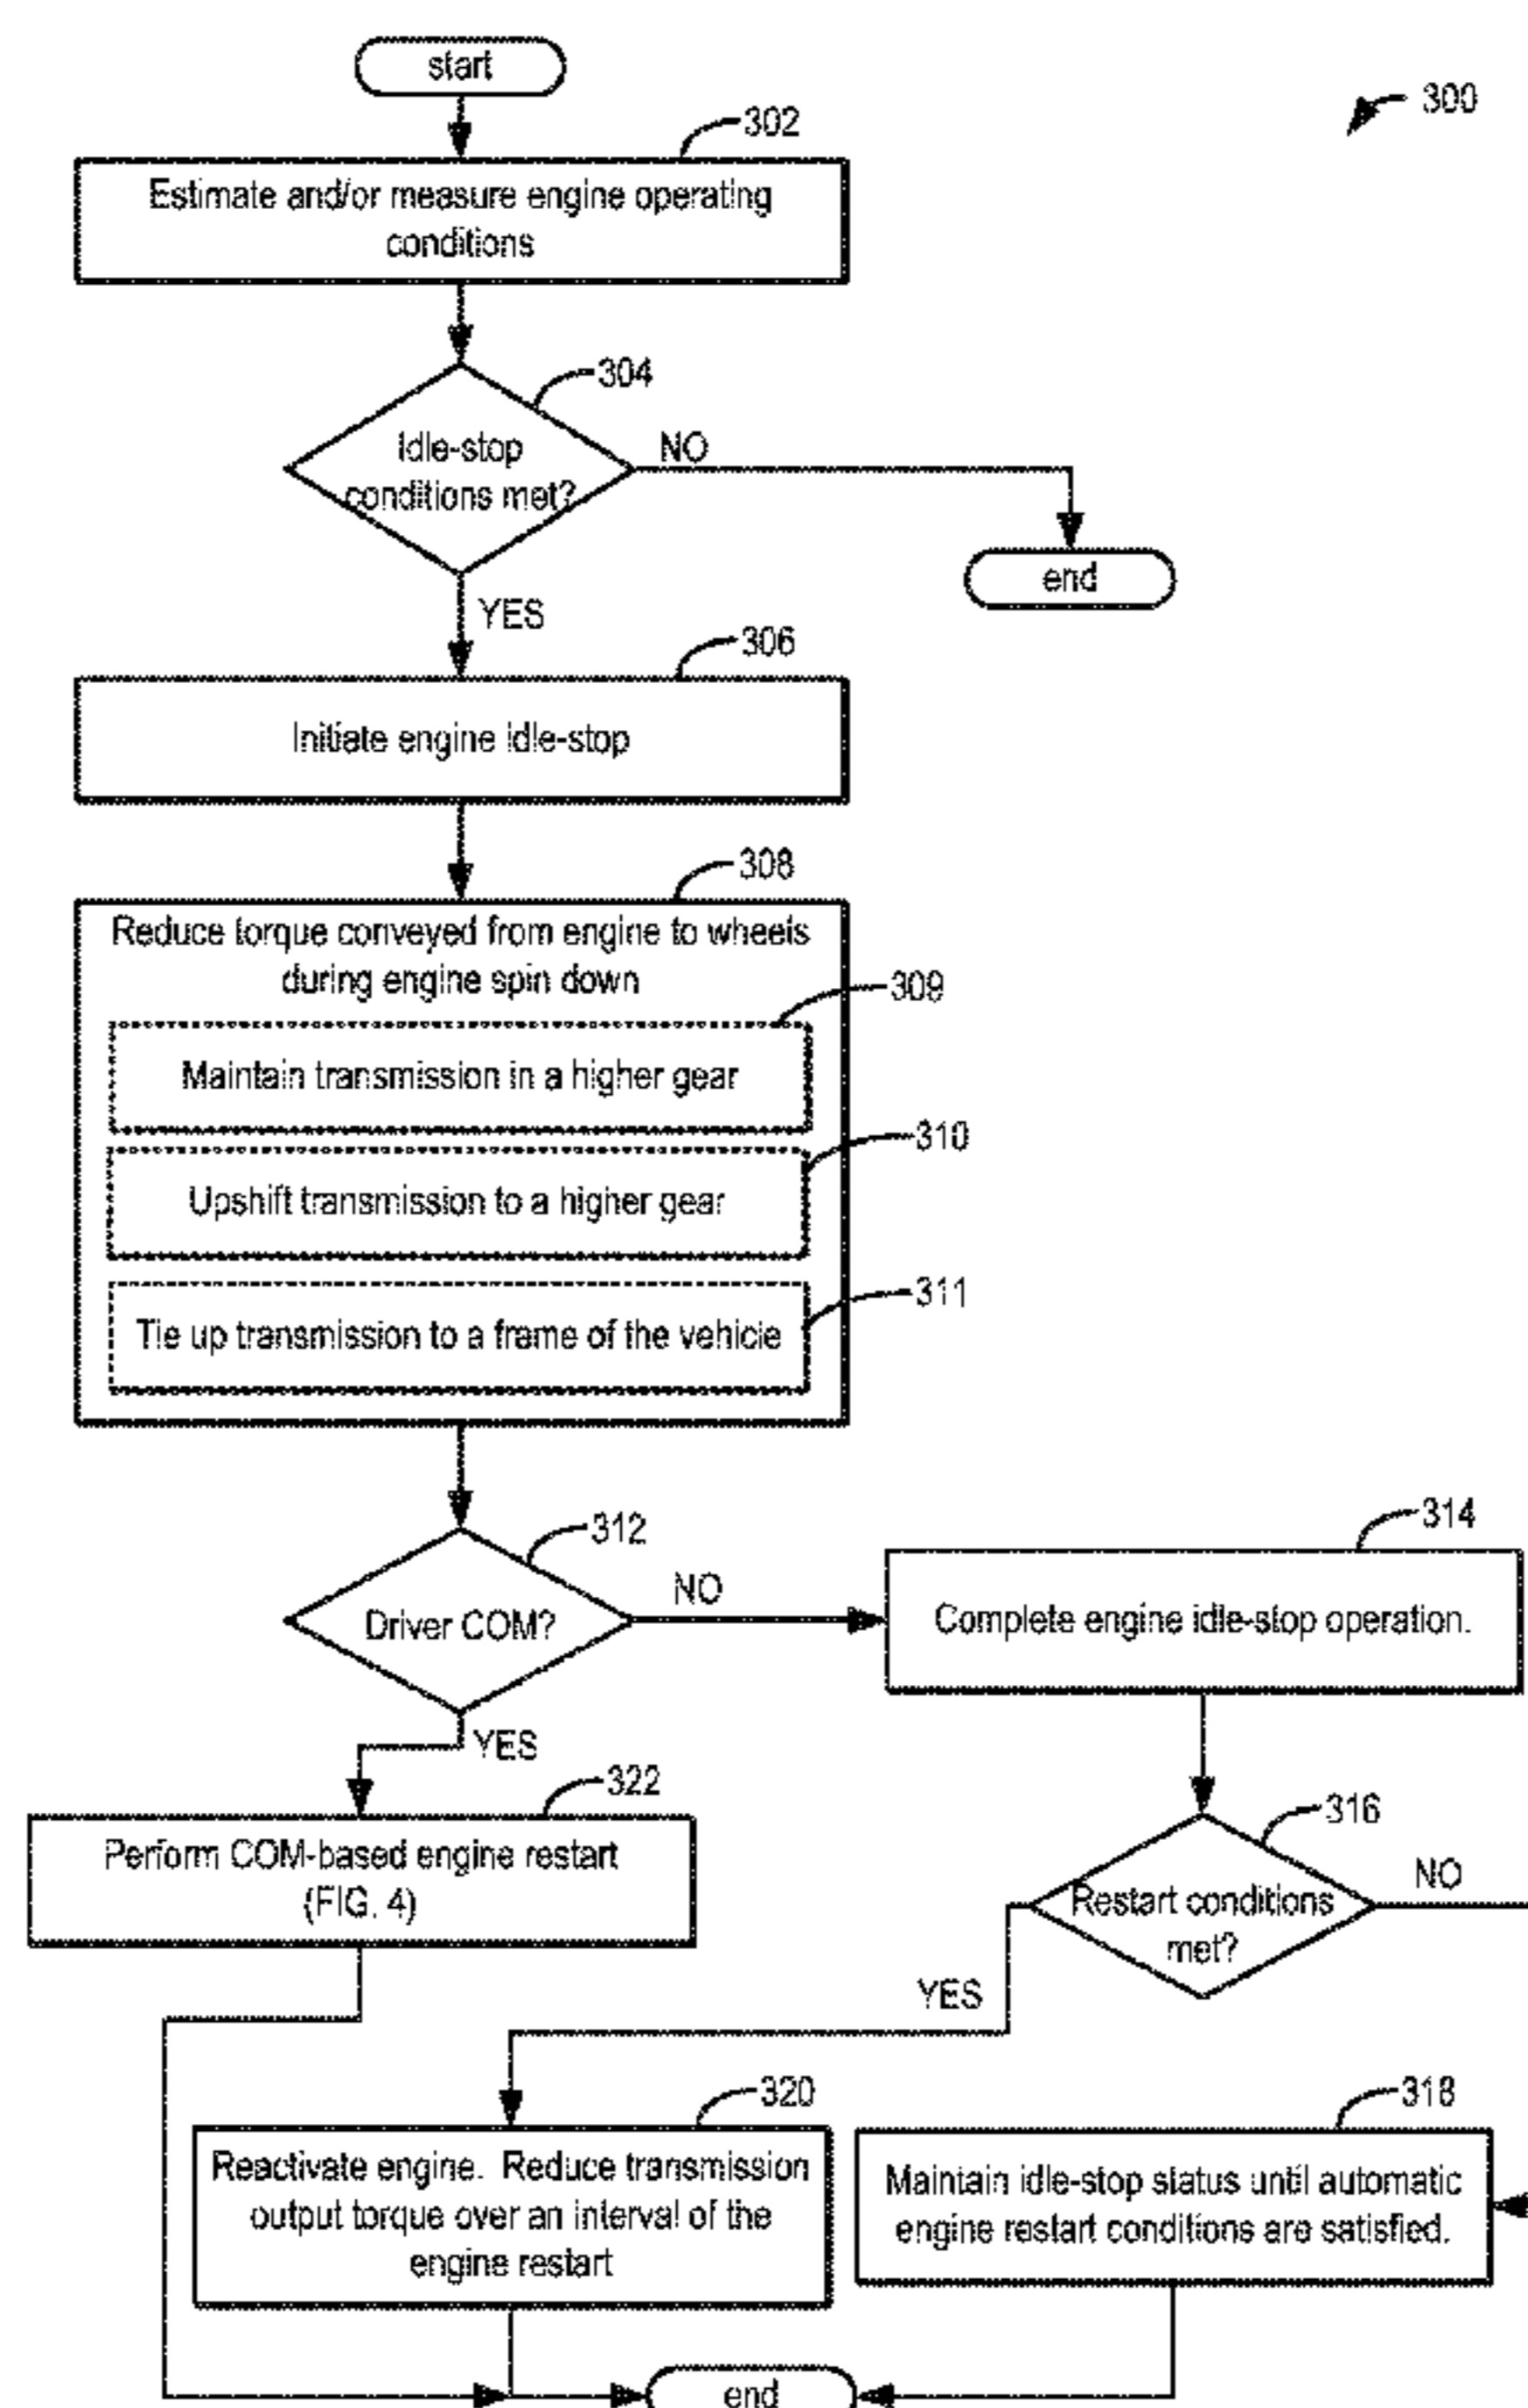 start
300
302
Estimate and/or measure engine operating
conditions
304
Idle-stop
conditions met?
NO
end
YES
306
Initiate engine idle-stop
308
Reduce torque conveyed from engine to wheels
during engine spin down
309
Maintain transmission in a higher gear
310
Upshift transmission to a higher gear
311
Tie up transmission to a frame of the vehicle
312
Driver COM?
NO
314
Complete engine idle-stop operation.
YES
322
Perform COM-based engine restart
(FIG. 4)
316
Restart conditions
met?
NO
YES
320
Reactivate engine. Reduce transmission
output torque over an interval of the
engine restart
318
Maintain idle-stop status until automatic
engine restart conditions are satisfied.
end